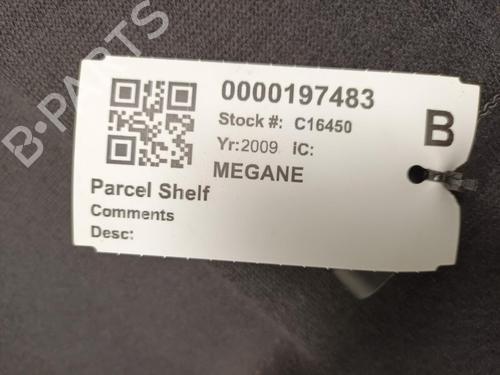 B-PARTS
0000197483
Stock #: C16450
B
Yr:2009 IC:
MEGANE
Parcel Shelf
Comments
Desc: